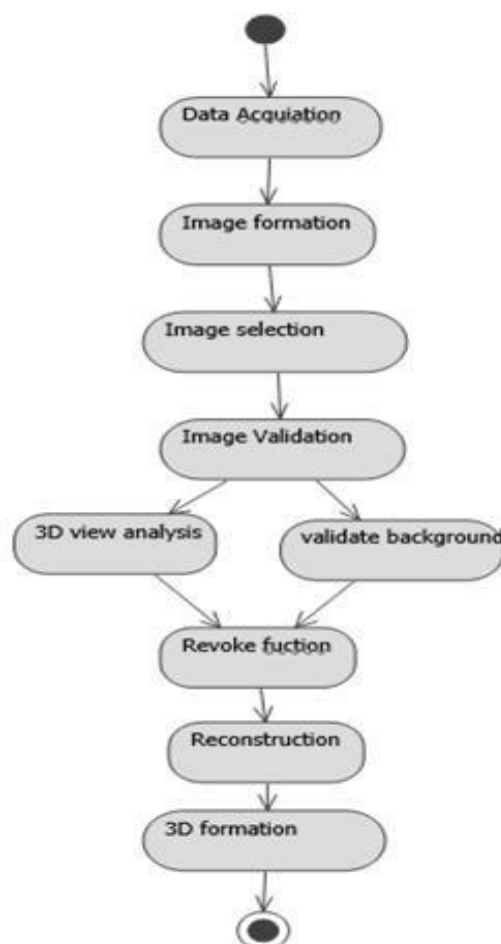 Data Acquiation
Image formation
Image selection
Image Validation
3D view analysis
validate background
Revoke fuction
Reconstruction
3D formation